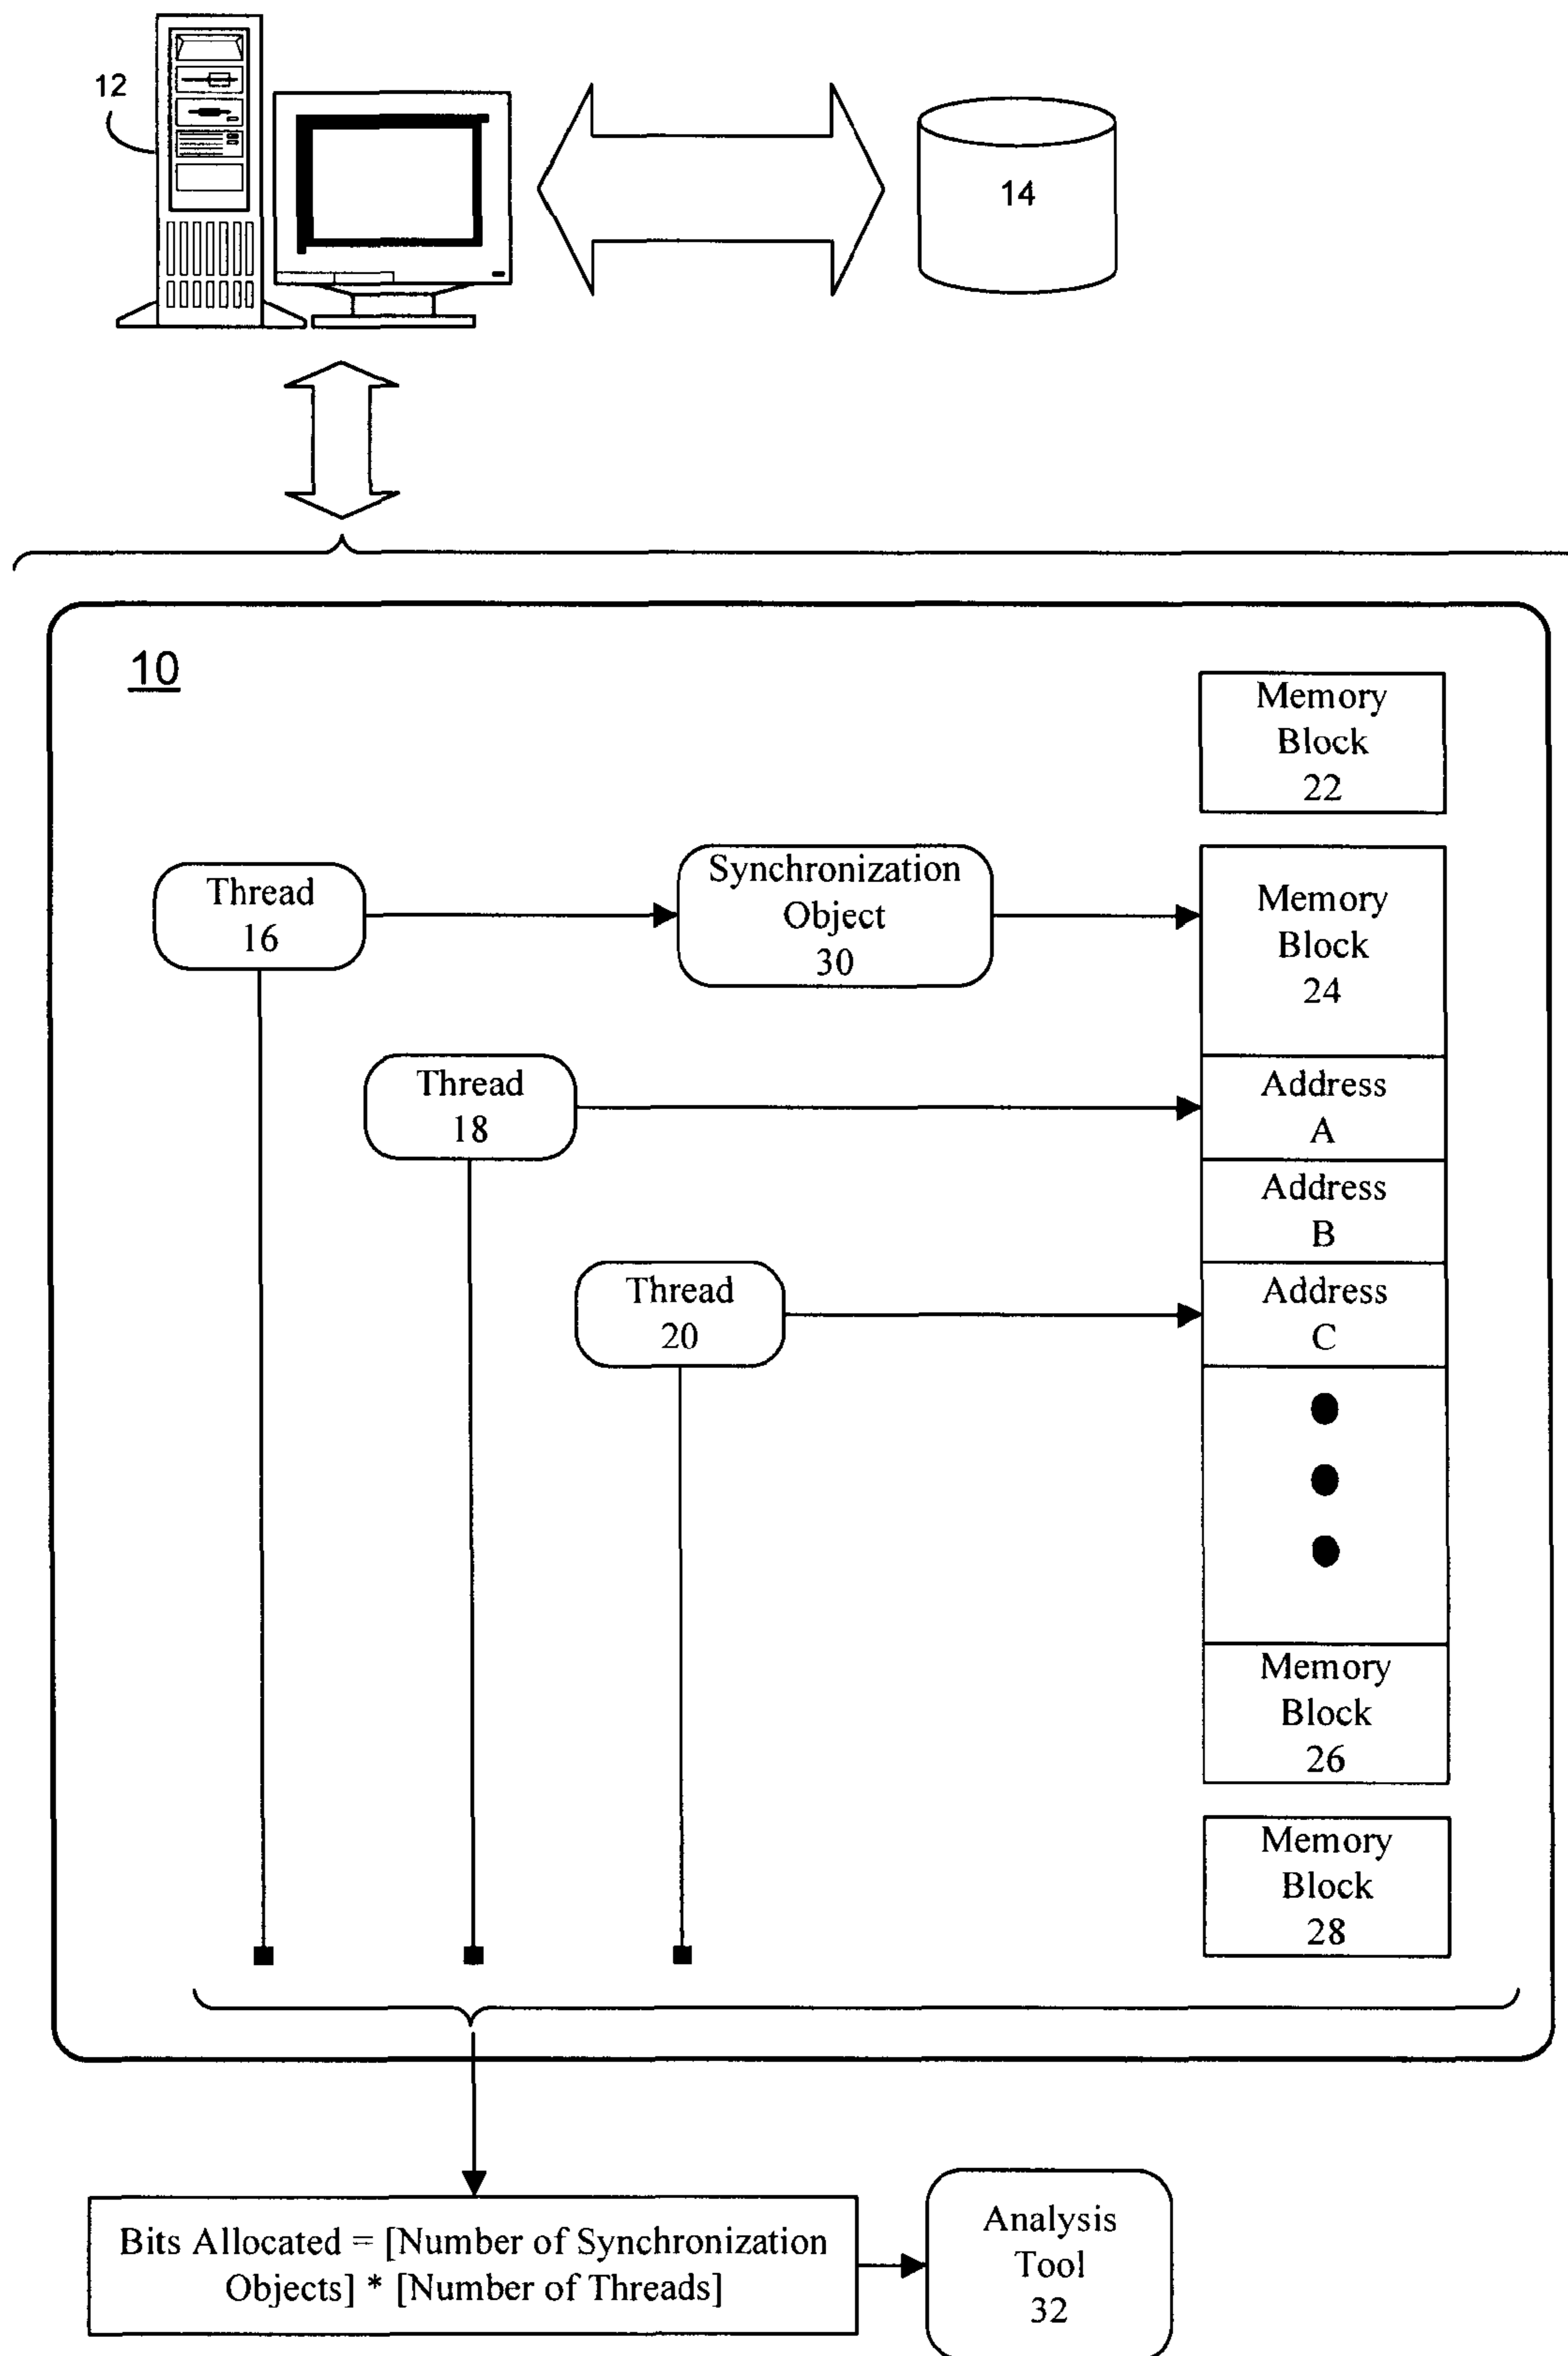 12
14
10
Memory
Block
22
Thread
16
Synchronization
Object
30
Memory
Block
24
Thread
18
Address
A
Address
B
Thread
20
Address
C
Memory
Block
26
Memory
Block
28
Bits Allocated = [Number of Synchronization
Objects] * [Number of Threads]
Analysis
Tool
32